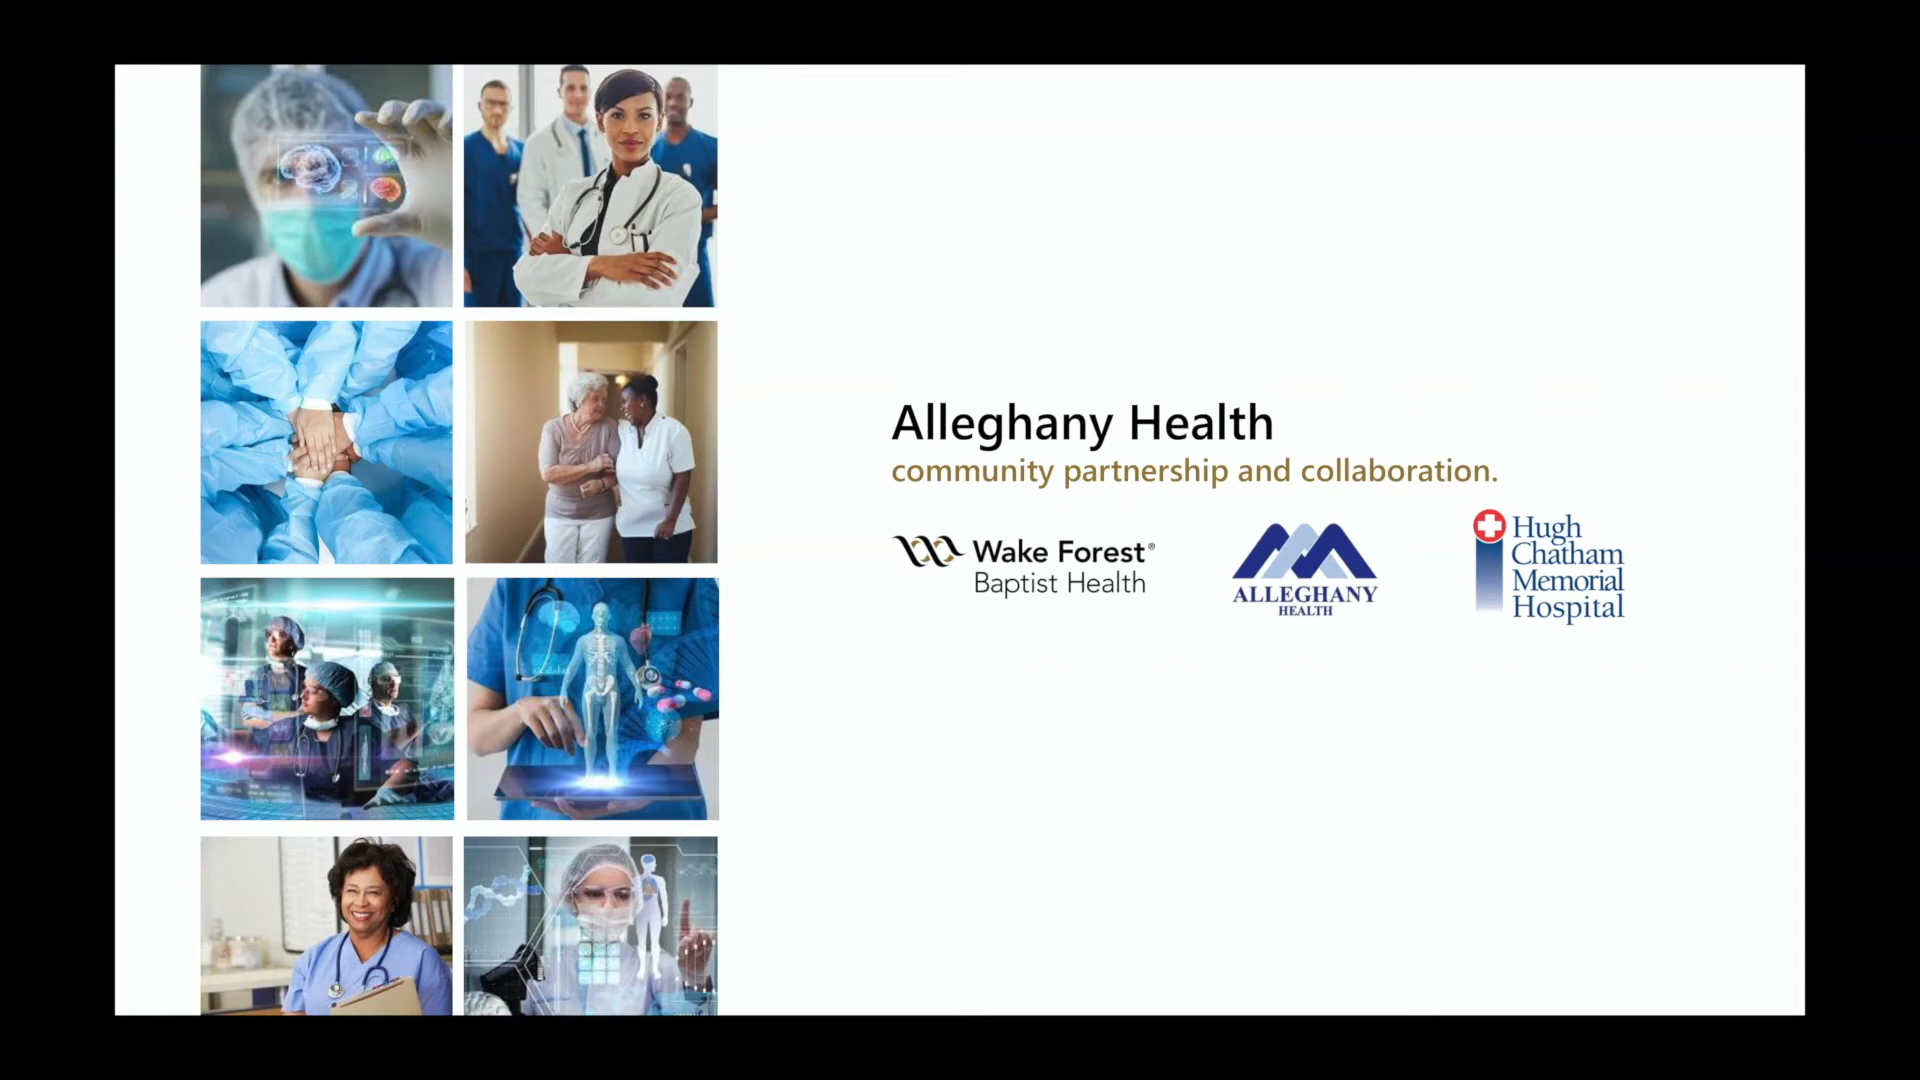 Alleghany Health
community partnership and collaboration.
Wake Forest®
Baptist Health
ALLEGHANY
HEALTH
Hugh
Chatham
Memorial
Hospital